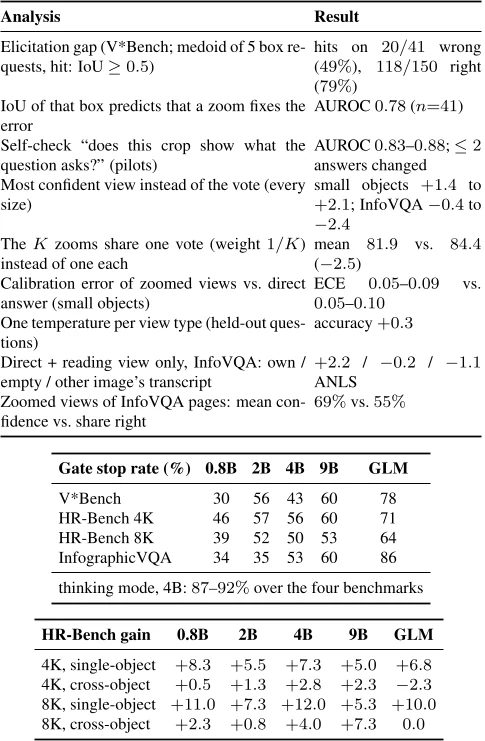 Analysis Result
Elicitation gap (V*Bench; medoid of 5 box re- hits on 20/41 wrong
quests, hit: IoU ≥ 0.5) (49%), 118/150 right
(79%)
IoU of that box predicts that a zoom fixes the AUROC 0.78 (n=41)
error
Self-check “does this crop show what the AUROC 0.83–0.88; ≤ 2
question asks?” (pilots) answers changed
Most confident view instead of the vote (every small objects +1.4 to
size) +2.1; InfoVQA −0.4 to
−2.4
The K zooms share one vote (weight 1/K) mean 81.9 vs. 84.4
instead of one each (−2.5)
Calibration error of zoomed views vs. direct ECE 0.05–0.09 vs.
answer (small objects) 0.05–0.10
One temperature per view type (held-out ques- accuracy +0.3
tions)
Direct + reading view only, InfoVQA: own / +2.2 / −0.2 / −1.1
empty / other image’s transcript ANLS
Zoomed views of InfoVQA pages: mean con- 69% vs. 55%
fidence vs. share right
Gate stop rate (%) 0.8B 2B 4B 9B GLM
V*Bench 30 56 43 60 78
HR-Bench 4K 46 57 56 60 71
HR-Bench 8K 39 52 50 53 64
InfographicVQA 34 35 53 60 86
thinking mode, 4B: 87–92% over the four benchmarks
HR-Bench gain 0.8B 2B 4B 9B GLM
4K, single-object +8.3 +5.5 +7.3 +5.0 +6.8
4K, cross-object +0.5 +1.3 +2.8 +2.3 −2.3
8K, single-object +11.0 +7.3 +12.0 +5.3 +10.0
8K, cross-object +2.3 +0.8 +4.0 +7.3 0.0